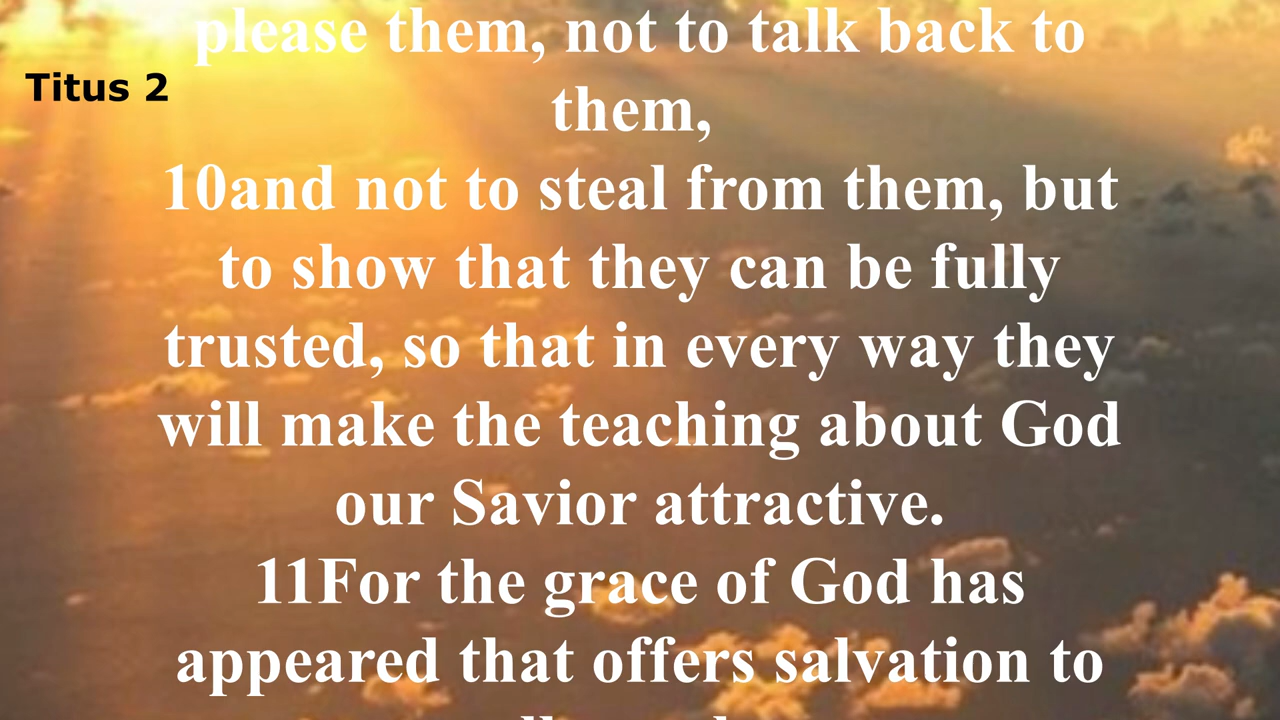 please them, not to talk back to
Titus 2
them,
10and not to steal from them, but
to show that they can be fully
trusted, so that in every way they
will make the teaching about God
our Savior attractive.
11For the grace of God has
appeared that offers salvation to